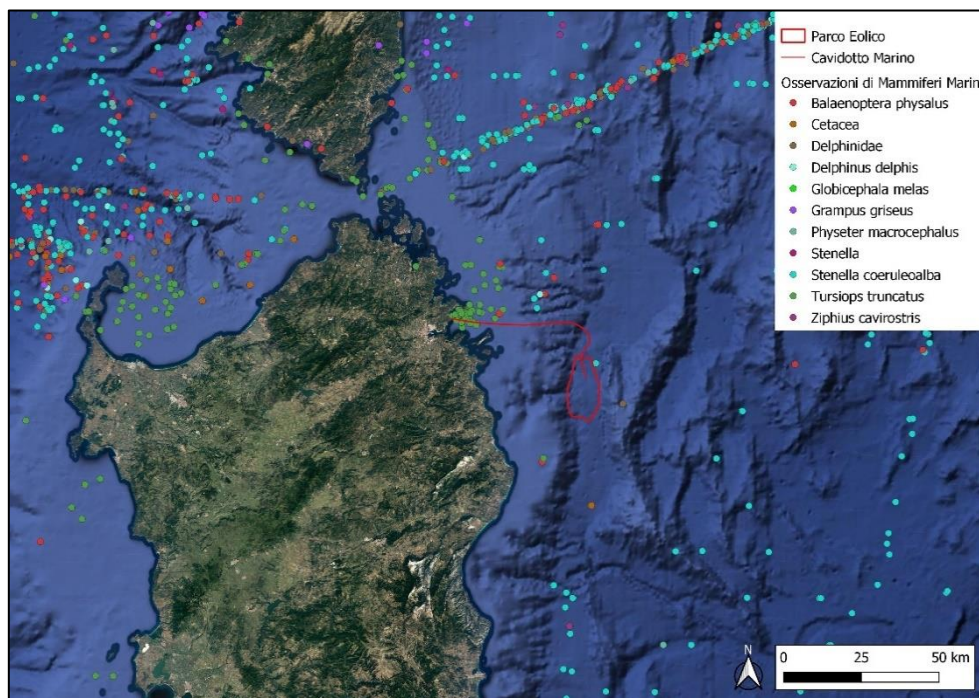 Parco Eolico
Cavidotto Marino
Osservazioni di Mammiferi Marin
Balaenoptera physalus
Cetacea
Delphinidae
Delphinus delphis
Globicephala melas
Grampus griseus
Physeter macrocephalus
Stenella
Stenella coeruleoalba
Tursiops truncatus
Ziphius cavirostris
N
0 25 50 km